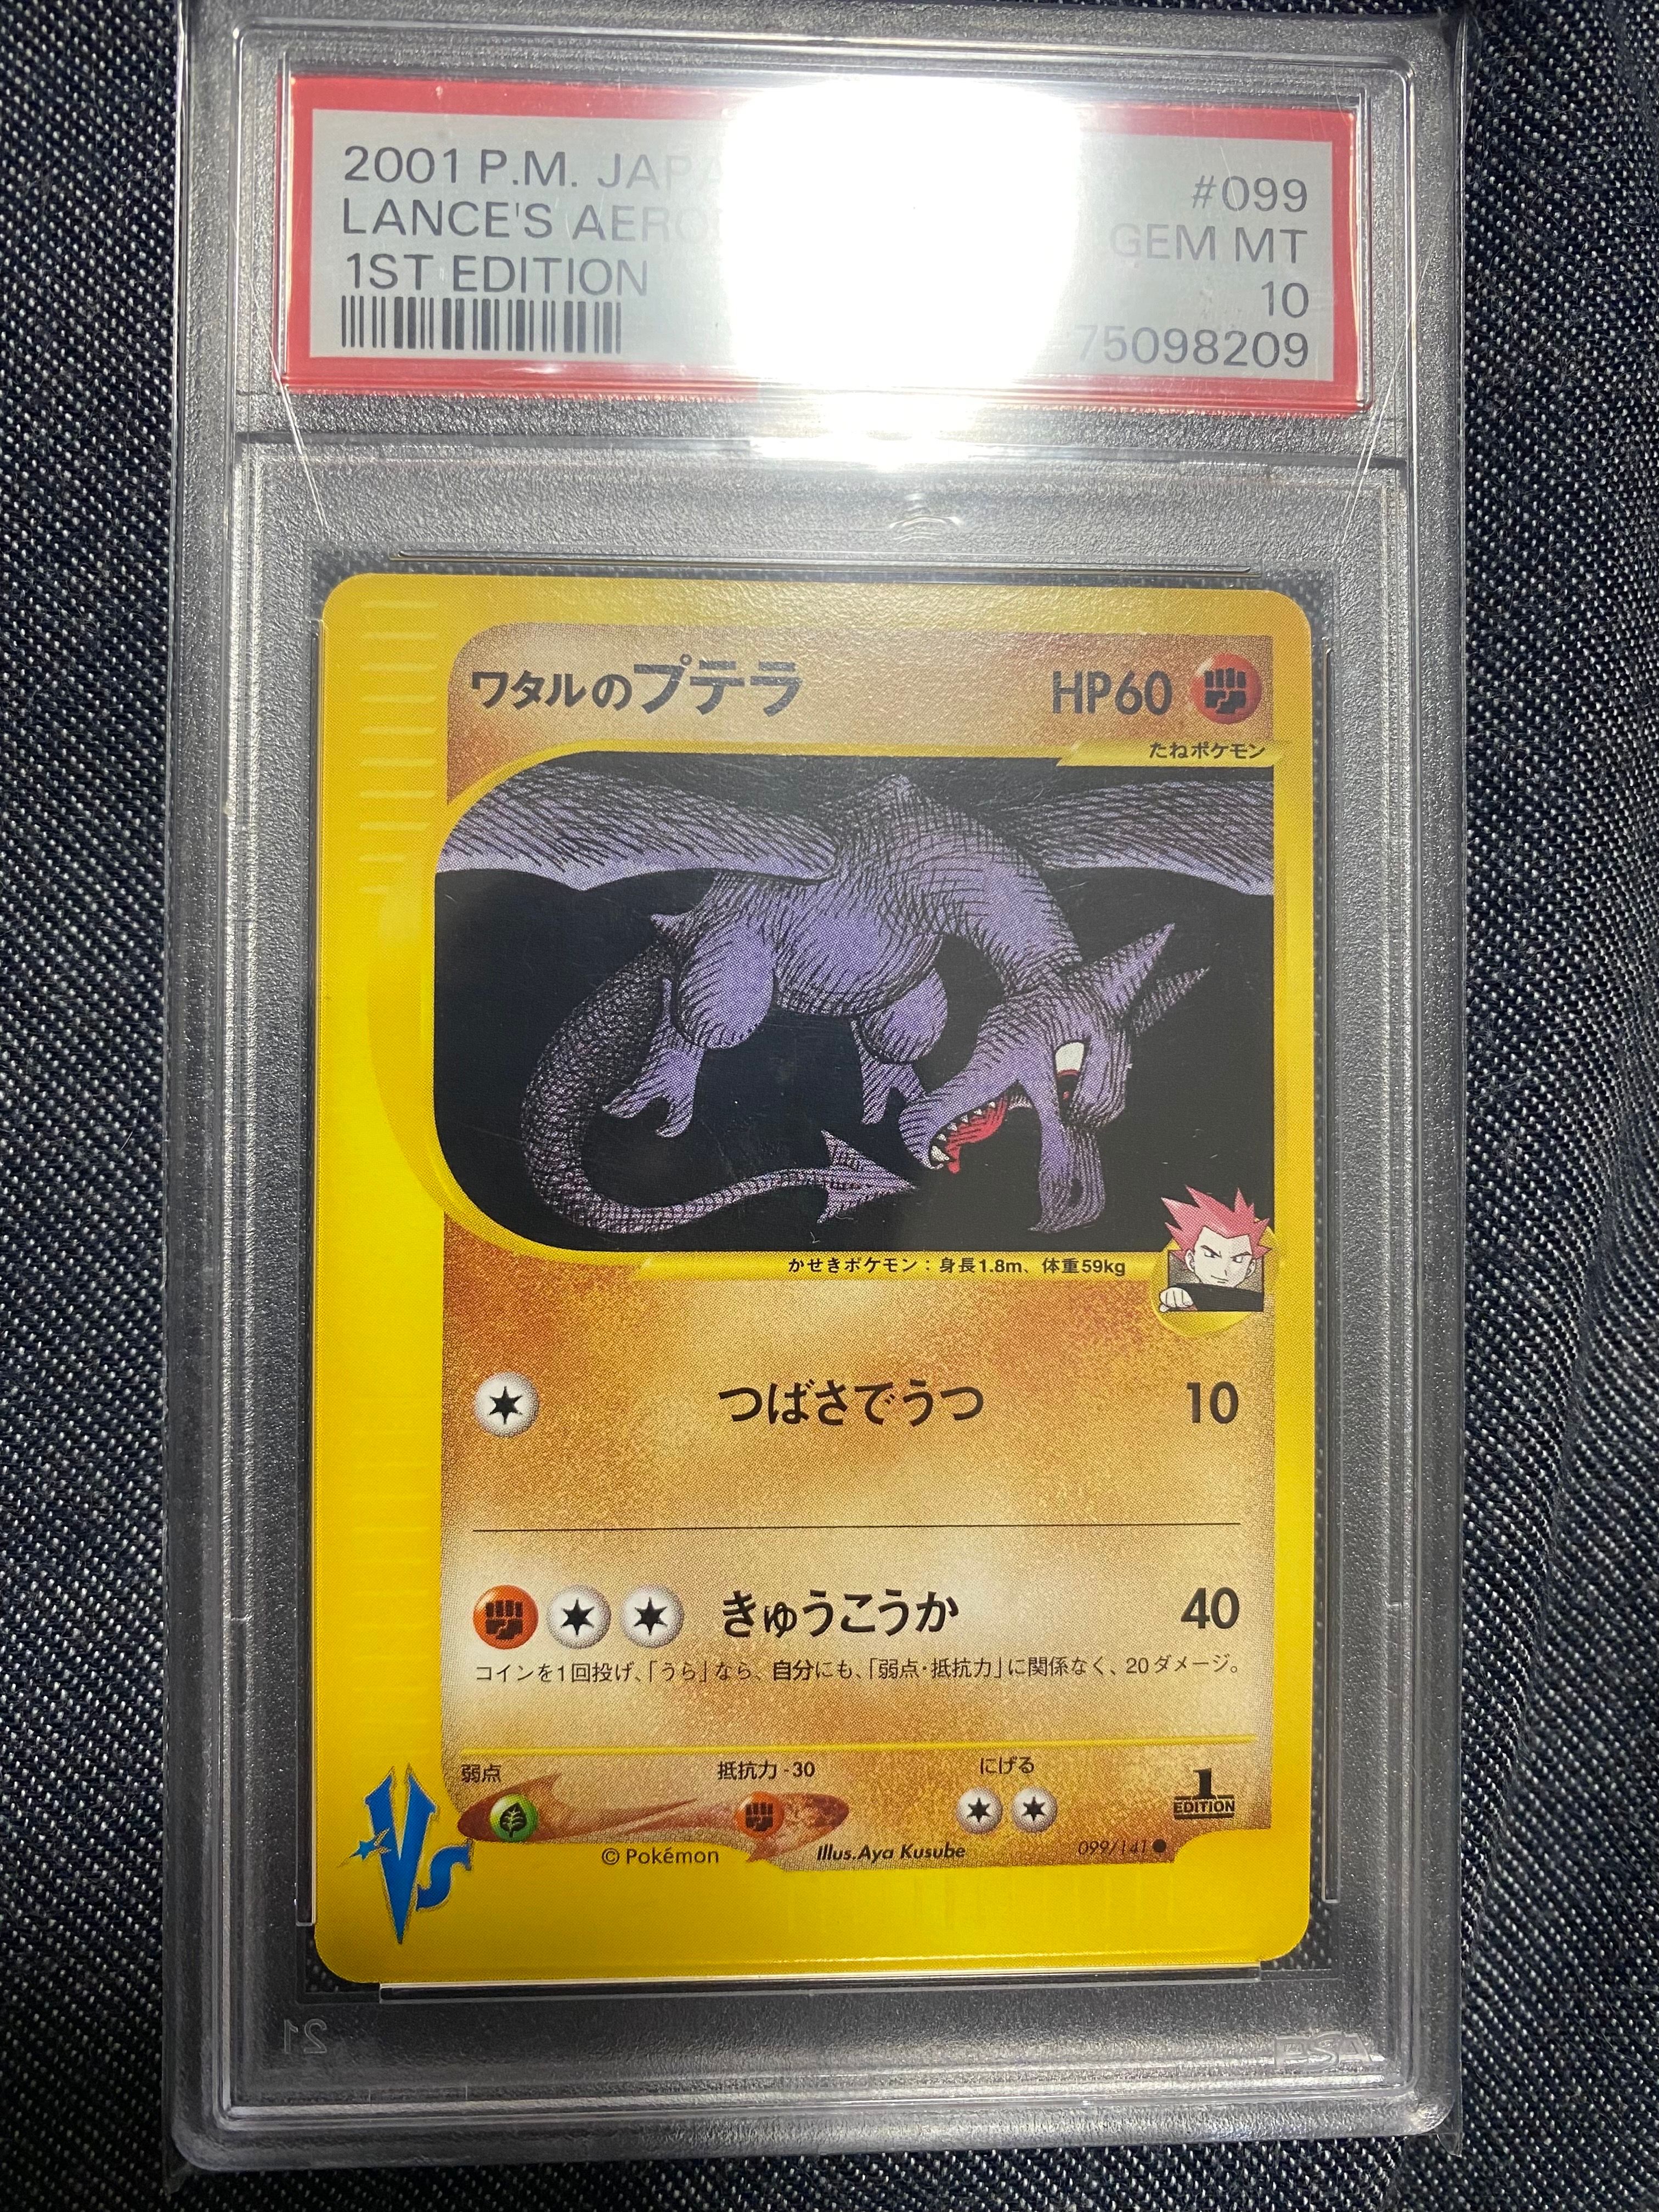 2001 P.M. JAPA
#099
LANCE'S AERO
GEM MT
1ST EDITION
10
75098209
ワタルのプテラ
HP60
たねポケモン
かせきポケモン：身長1.8m、体重59kg
つばさでうつ 10
きゅうこうか 40
コインを1回投げ、「うら」なら、自分にも、「弱点・抵抗力」に関係なく、20ダメージ。
弱点 抵抗力 -30 にげる
1
EDITION
Vs
© Pokémon Illus.Aya Kusube 099/141●
21
PSA